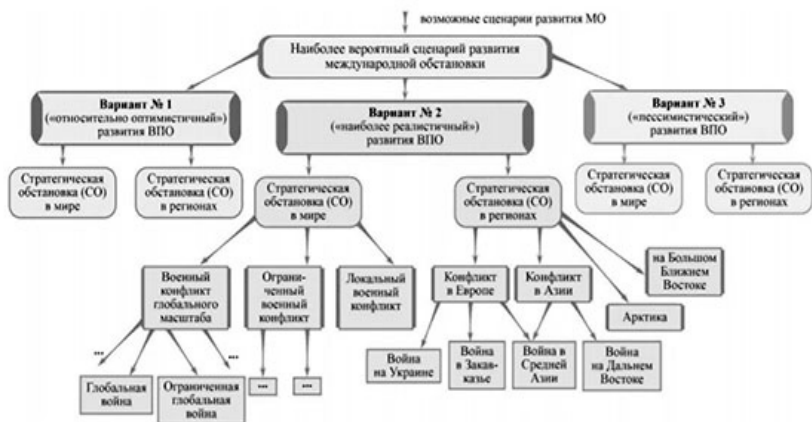 возможные сценарии развития МО
Наиболее вероятный сценарий развития
международной обстановки
Вариант № 1
(«относительно оптимистичный»)
развития ВПО
Вариант № 2
(«наиболее реалистичный»)
развития ВПО
Вариант № 3
(«пессимистический»)
развития ВПО
Стратегическая
обстановка (СО)
в мире
Стратегическая
обстановка (СО)
в регионах
Стратегическая
обстановка (СО)
в мире
Стратегическая
обстановка (СО)
в регионах
Стратегическая
обстановка (СО)
в мире
Стратегическая
обстановка (СО)
в регионах
Военный
конфликт
глобального
масштаба
Ограни-
ченный
военный
конфликт
Локальный
военный
конфликт
Конфликт
в Европе
Конфликт
в Азии
на Большом
Ближнем
Востоке
Арктика
...
...
Глобальная
война
Ограниченная
глобальная
война
...
...
Война
на Украине
Война
в Закав-
казье
Война в
Средней
Азии
Война
на Дальнем
Востоке